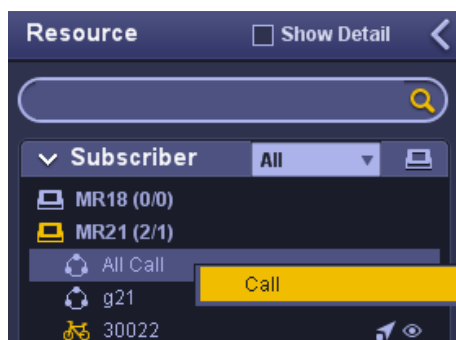 Resource Show Detail
Subscriber All
MR18 (0/0)
MR21 (2/1)
All Call
Call
g21
30022